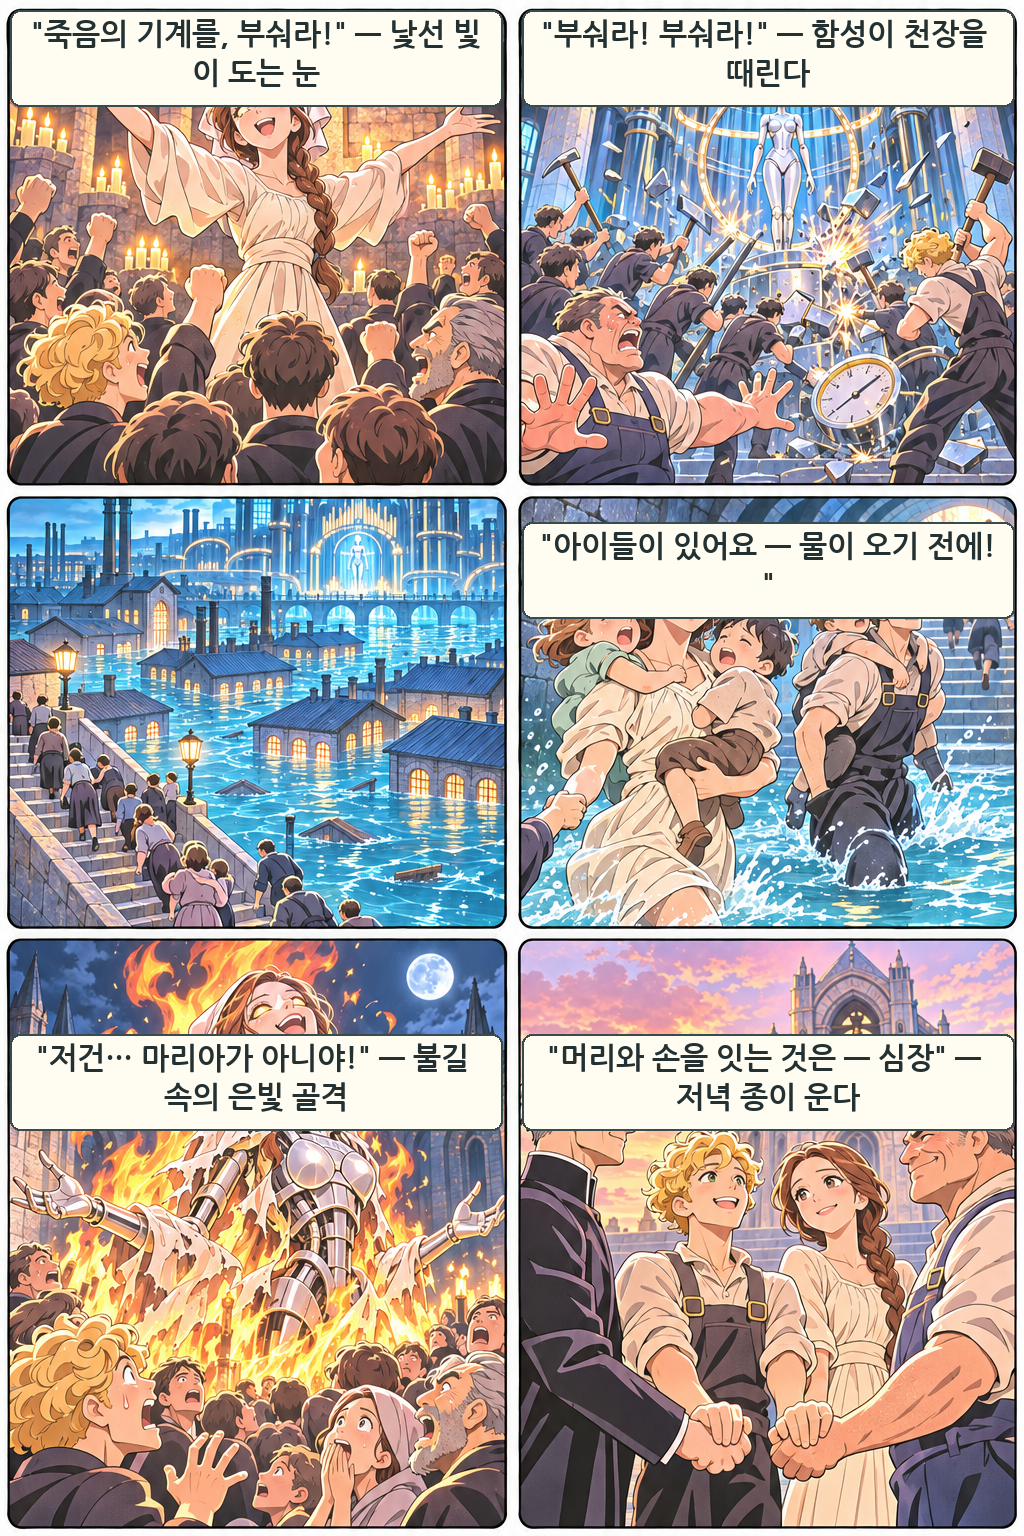 "죽음의 기계를, 부숴라!" — 낯선 빛
이 도는 눈
"부숴라! 부숴라!" — 함성이 천장을
때린다
"아이들이 있어요 — 물이 오기 전에!
"
"저건… 마리아가 아니야!" — 불길
속의 은빛 골격
"머리와 손을 잇는 것은 — 심장" —
저녁 종이 운다